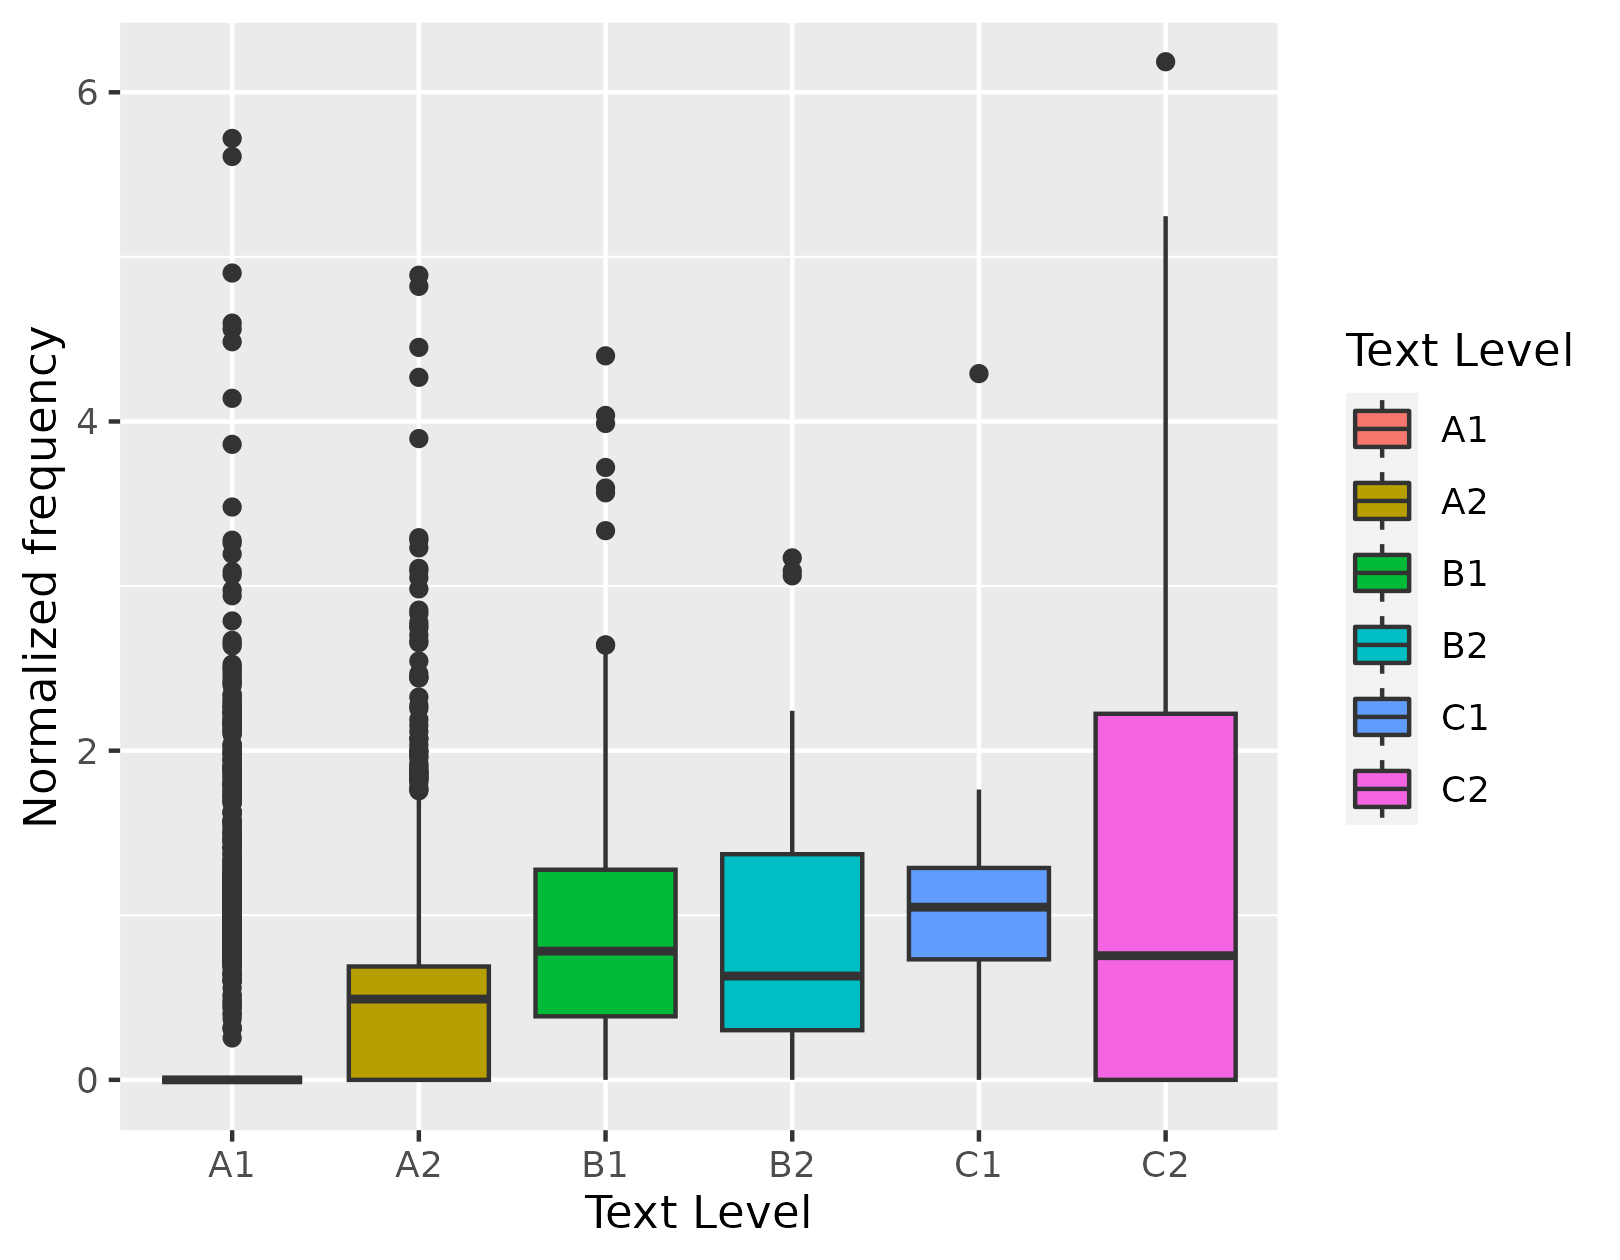 6
4
2
0
Normalized frequency
A1 A2 B1 B2 C1 C2
Text Level
Text Level
A1
A2
B1
B2
C1
C2